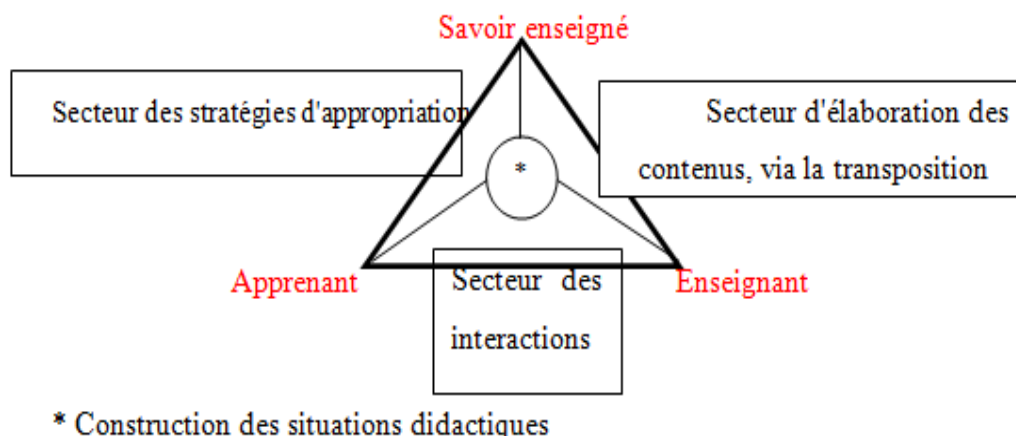 Savoir enseigné
Secteur des stratégies d'appropriation
Secteur d'élaboration des
contenus, via la transposition
*
Apprenant
Secteur des
interactions
Enseignant
* Construction des situations didactiques